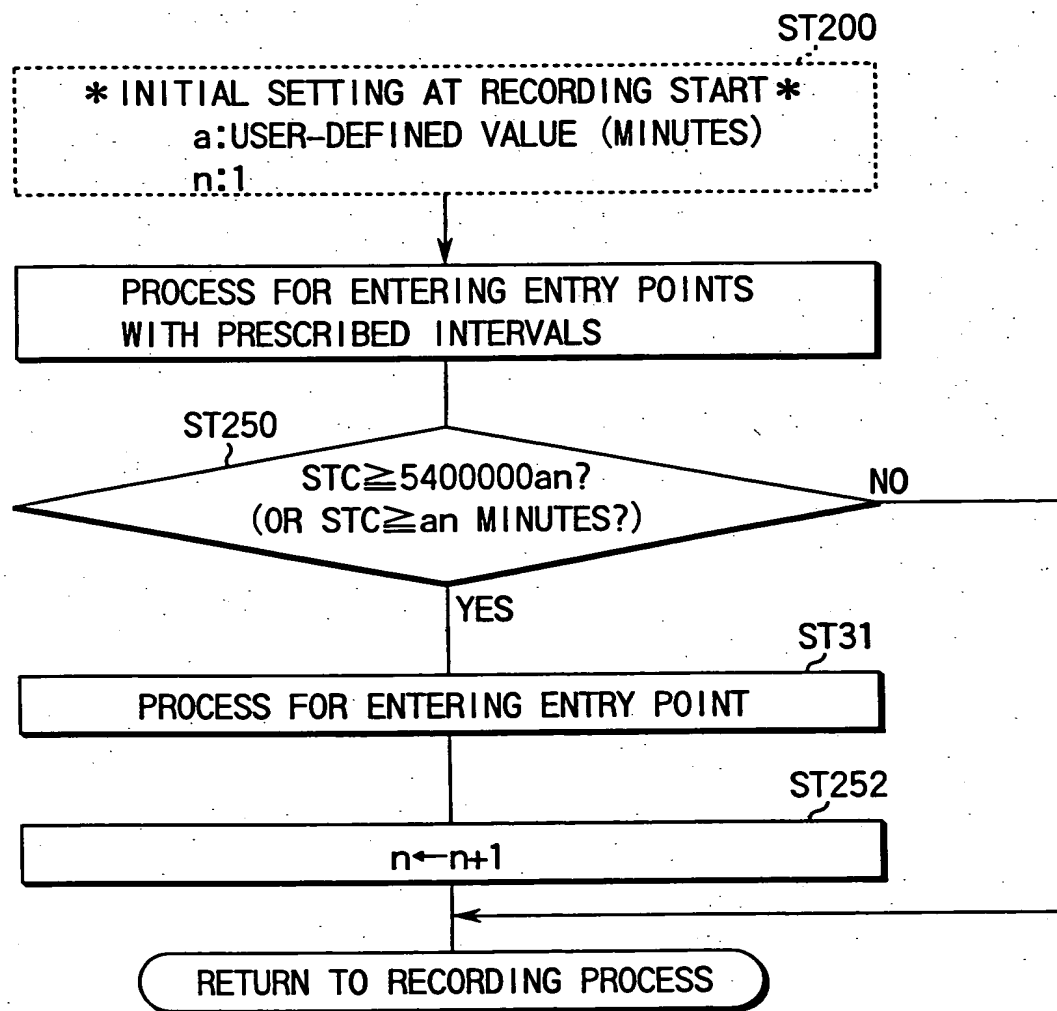 ST200
* INITIAL SETTING AT RECORDING START *
a:USER-DEFINED VALUE (MINUTES)
n:1
PROCESS FOR ENTERING ENTRY POINTS
WITH PRESCRIBED INTERVALS
ST250
STC≧5400000an?
(OR STC≧an MINUTES?)
NO
YES
ST31
PROCESS FOR ENTERING ENTRY POINT
ST252
n←n+1
RETURN TO RECORDING PROCESS